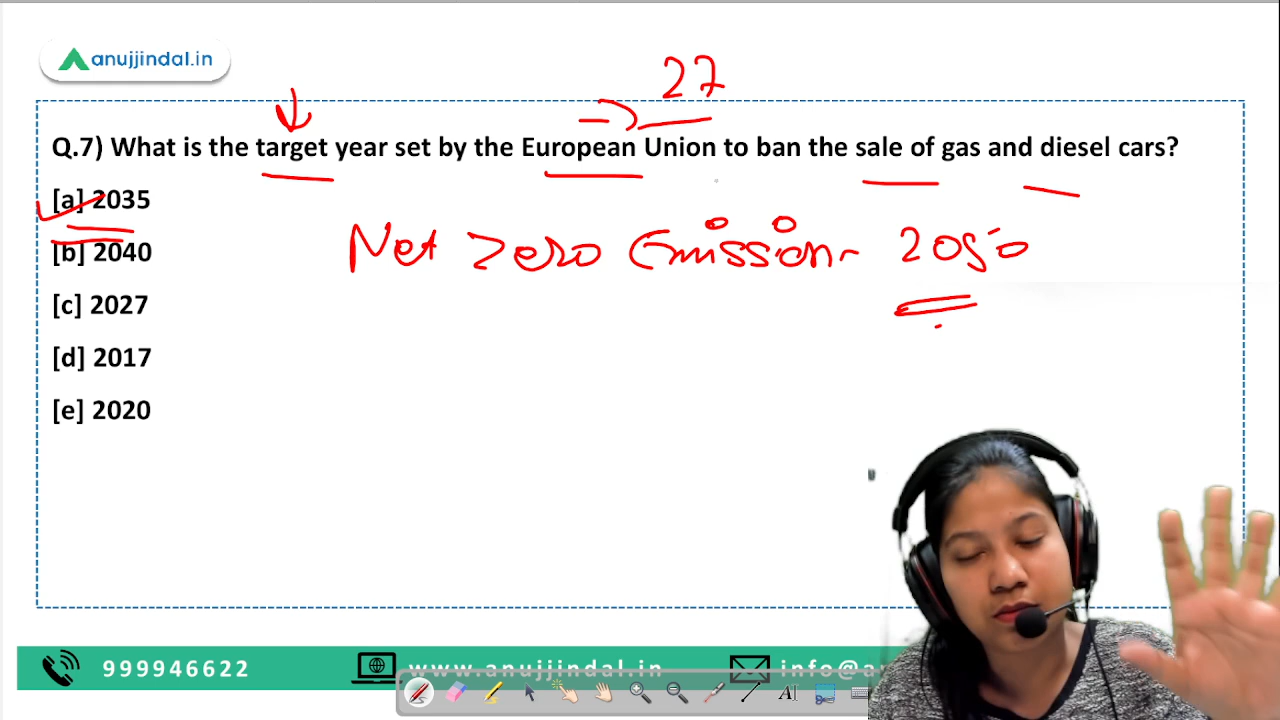 anujjindal.in
27
Q.7) What is the target year set by the European Union to ban the sale of gas and diesel cars?
[a] 2035
Net Zero Emission - 2050
[b] 2040
[c] 2027
[d] 2017
[e] 2020
999946622
www.anujjindal.in
info@a